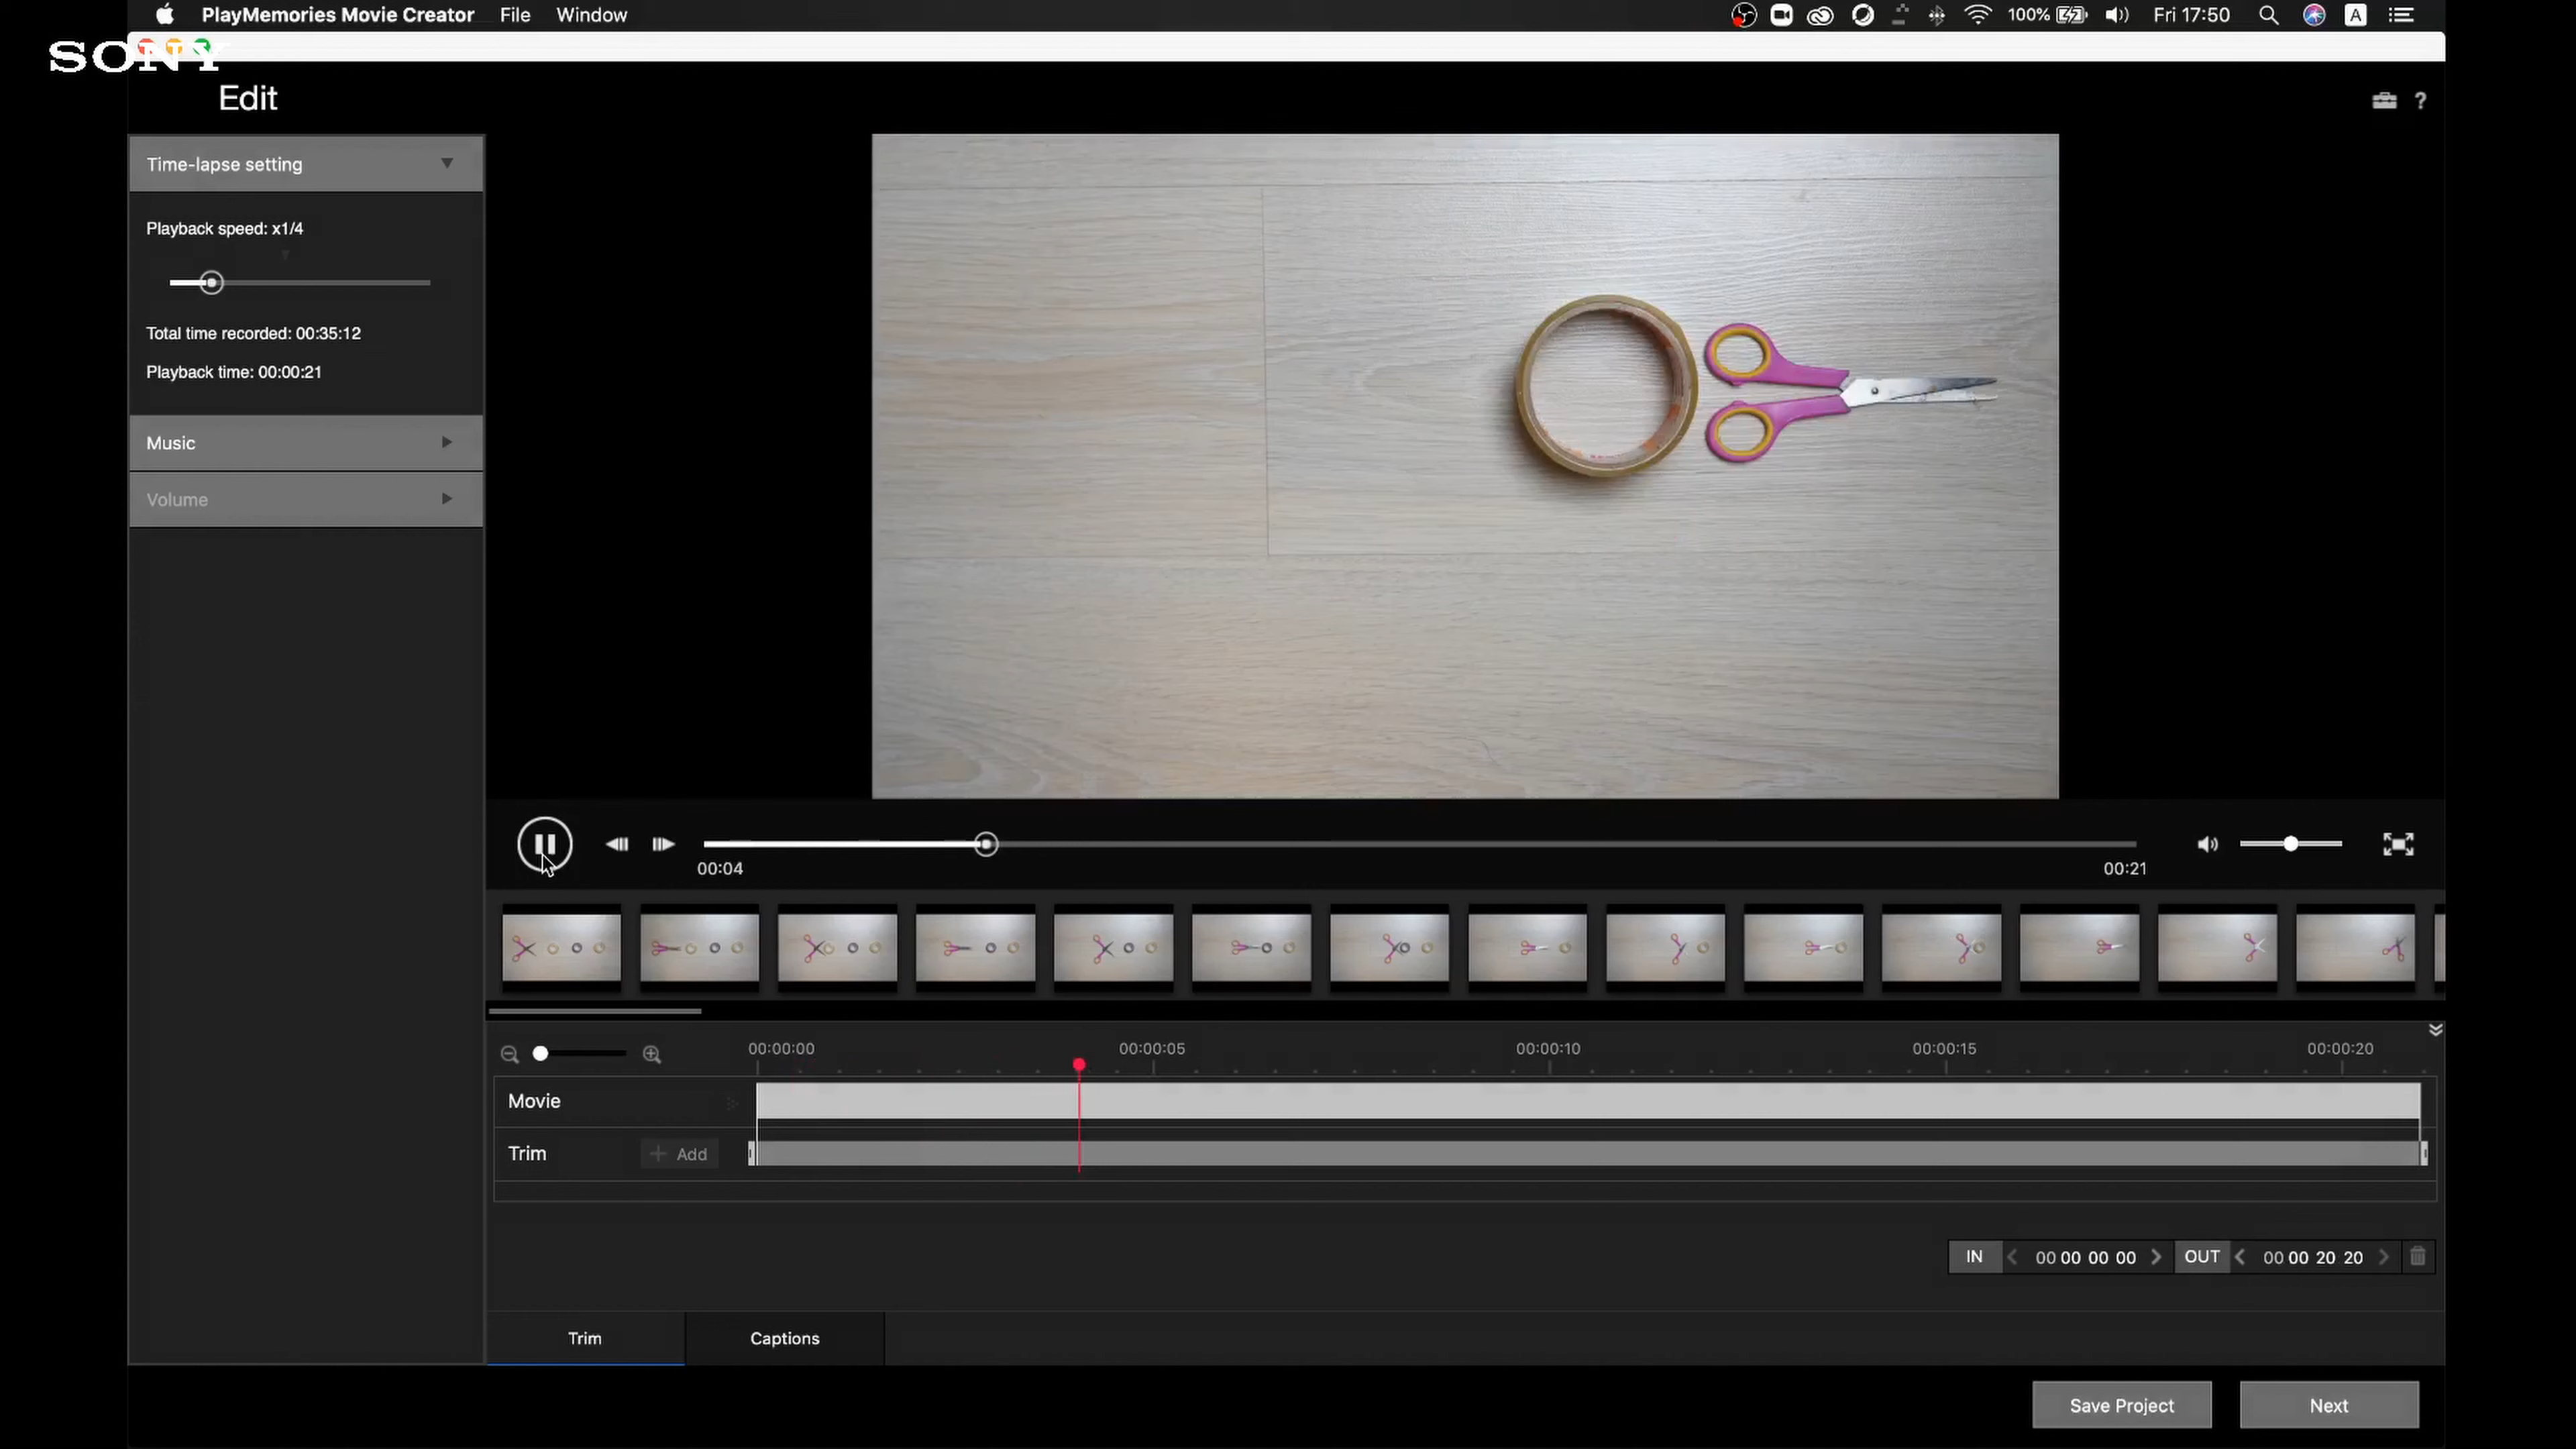 PlayMemories Movie Creator File Window 100% Fri 17:50 A
SONY
Edit
?
Time-lapse setting
Playback speed: x1/4
Total time recorded: 00:35:12
Playback time: 00:00:21
Music
Volume
00:04 00:21
00:00:00 00:00:05 00:00:10 00:00:15 00:00:20
Movie
Trim + Add
IN < 00 00 00 00 > OUT < 00 00 20 20 >
Trim Captions
Save Project Next